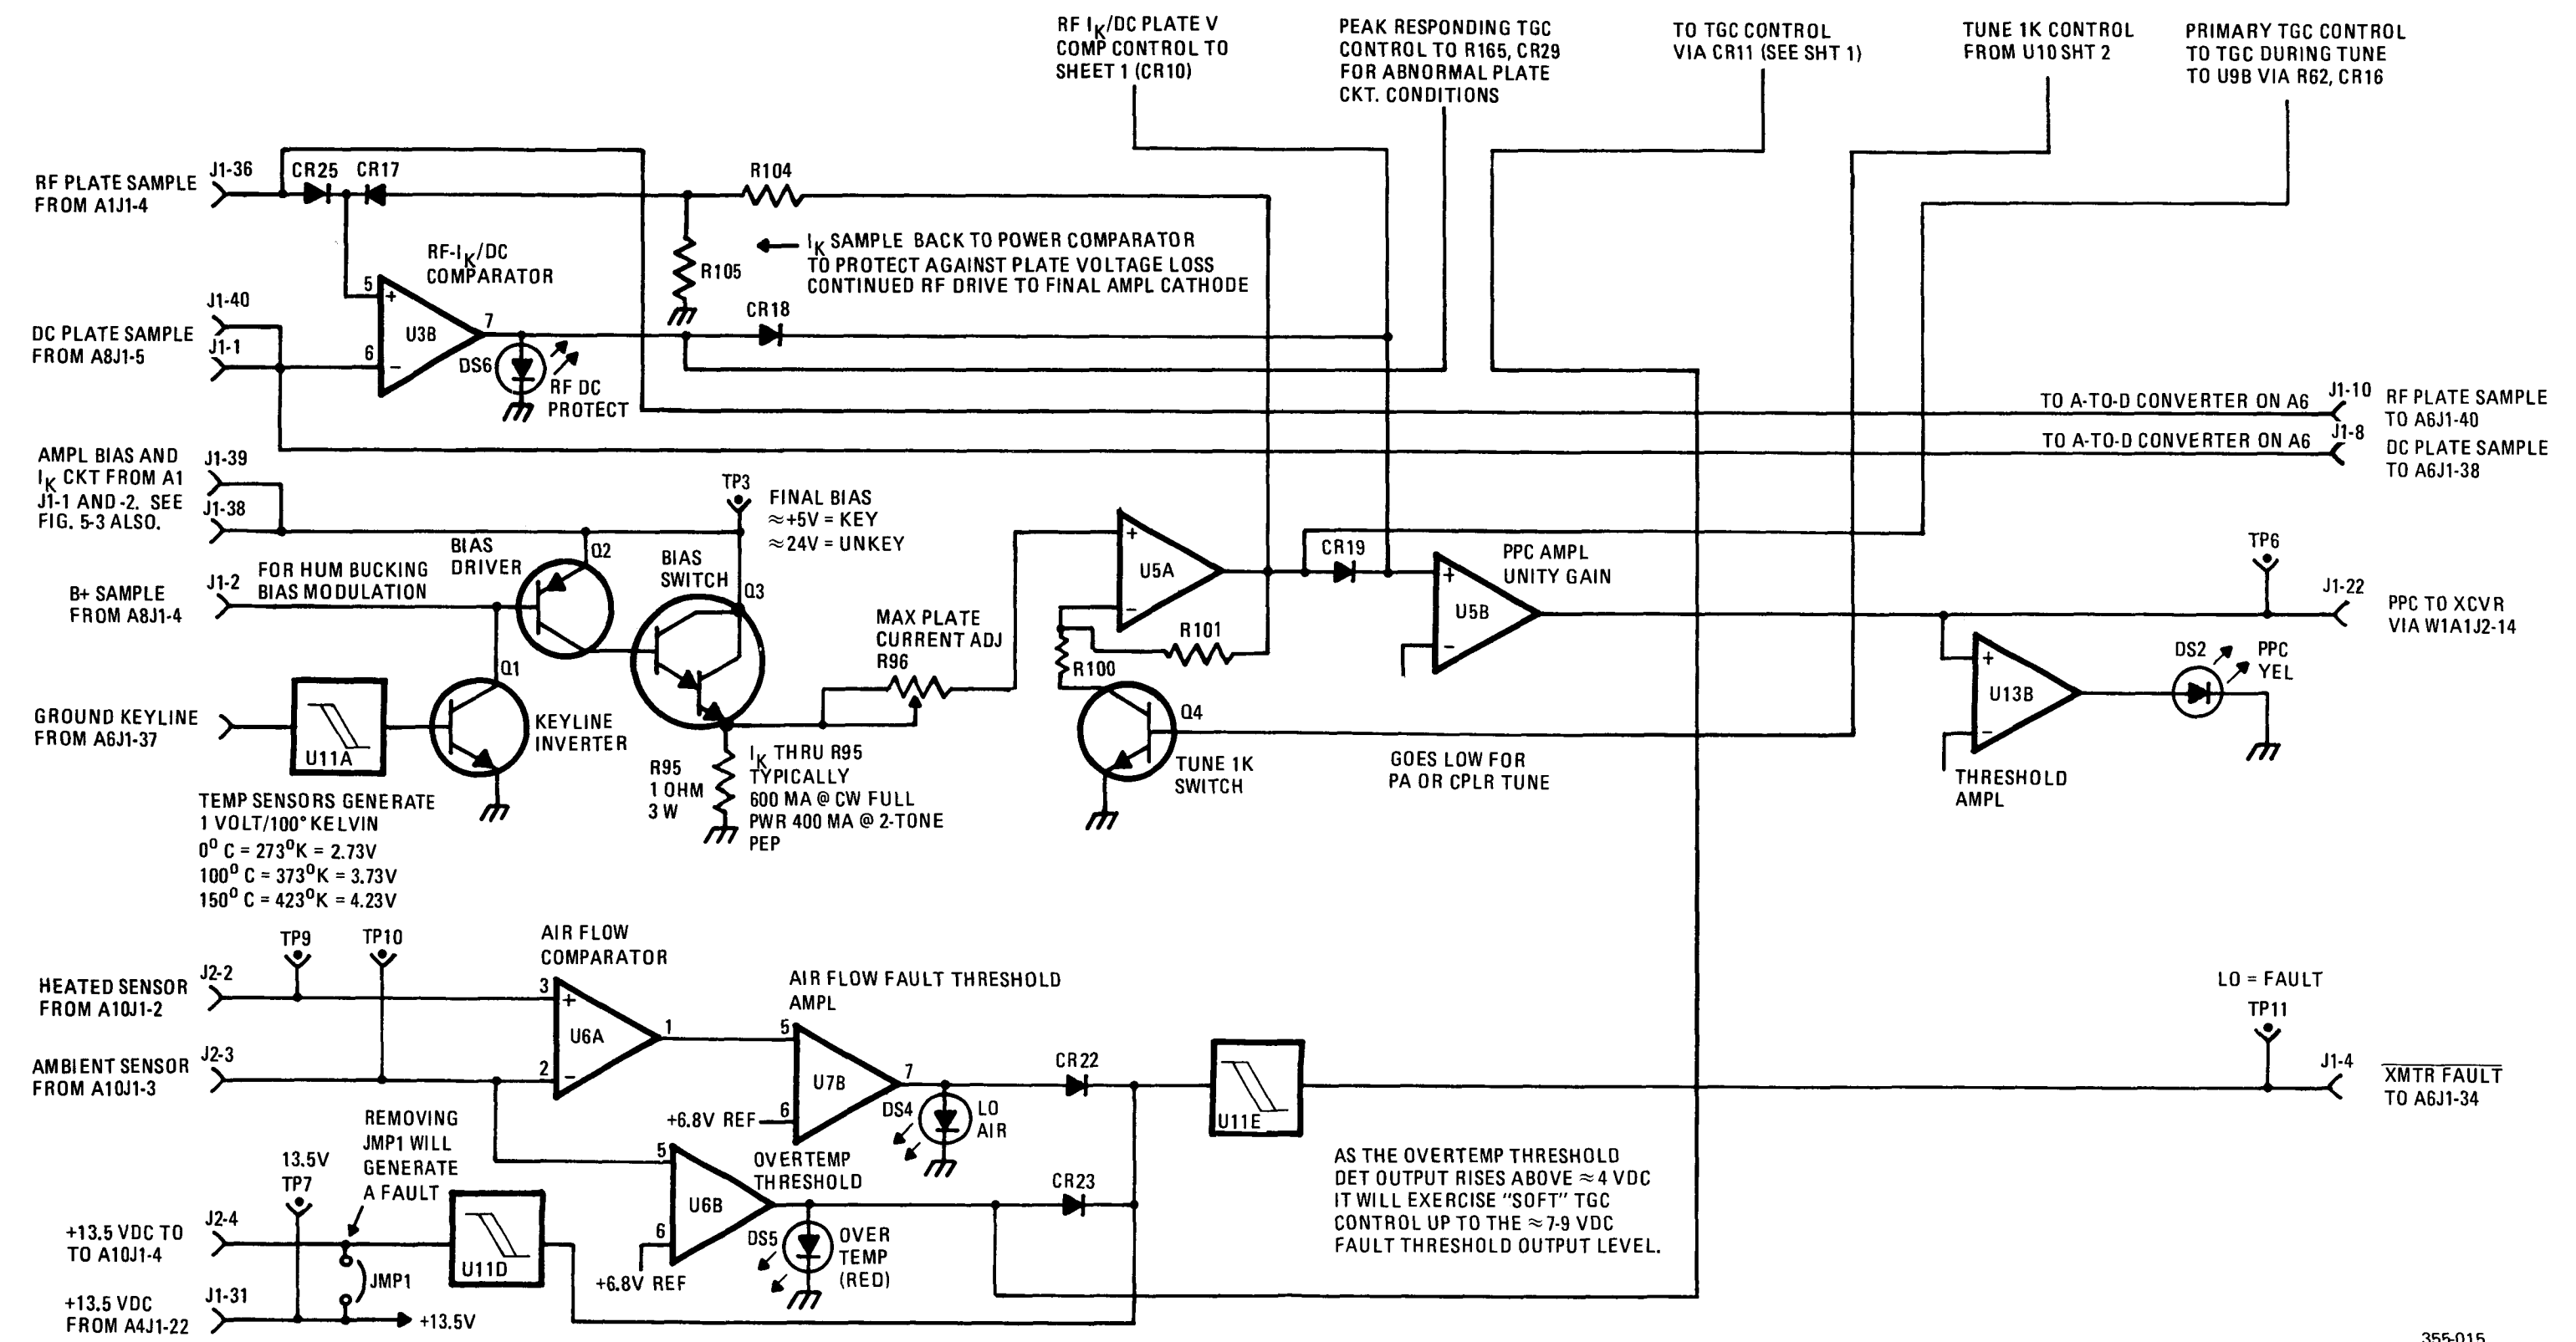 RF IK/DC PLATE V
COMP CONTROL TO
SHEET 1 (CR10)
PEAK RESPONDING TGC
CONTROL TO R165, CR29
FOR ABNORMAL PLATE
CKT. CONDITIONS
TO TGC CONTROL
VIA CR11 (SEE SHT 1)
TUNE 1K CONTROL
FROM U10 SHT 2
PRIMARY TGC CONTROL
TO TGC DURING TUNE
TO U9B VIA R62, CR16
RF PLATE SAMPLE
FROM A1J1-4
J1-36
CR25
CR17
R104
R105
IK SAMPLE BACK TO POWER COMPARATOR
TO PROTECT AGAINST PLATE VOLTAGE LOSS
CONTINUED RF DRIVE TO FINAL AMPL CATHODE
RF-IK/DC
COMPARATOR
5
+
U3B
7
6
−
CR18
DS6
RF DC
PROTECT
J1-40
DC PLATE SAMPLE
FROM A8J1-5
J1-1
TO A-TO-D CONVERTER ON A6
J1-10
RF PLATE SAMPLE
TO A6J1-40
TO A-TO-D CONVERTER ON A6
J1-8
DC PLATE SAMPLE
TO A6J1-38
AMPL BIAS AND
IK CKT FROM A1
J1-1 AND -2. SEE
FIG. 5-3 ALSO.
J1-39
J1-38
TP3
FINAL BIAS
≈+5V = KEY
≈24V = UNKEY
BIAS
DRIVER
Q2
BIAS
SWITCH
Q3
B+ SAMPLE
FROM A8J1-4
J1-2
FOR HUM BUCKING
BIAS MODULATION
Q1
KEYLINE
INVERTER
GROUND KEYLINE
FROM A6J1-37
U11A
MAX PLATE
CURRENT ADJ
R96
R95
1 OHM
3 W
IK THRU R95
TYPICALLY
600 MA @ CW FULL
PWR 400 MA @ 2-TONE
PEP
+
U5A
−
R101
R100
Q4
TUNE 1K
SWITCH
GOES LOW FOR
PA OR CPLR TUNE
CR19
PPC AMPL
UNITY GAIN
+
U5B
−
TP6
J1-22
PPC TO XCVR
VIA W1A1J2-14
+
U13B
−
THRESHOLD
AMPL
DS2
PPC
YEL
TEMP SENSORS GENERATE
1 VOLT/100° KELVIN
0° C = 273°K = 2.73V
100° C = 373°K = 3.73V
150° C = 423°K = 4.23V
TP9
TP10
AIR FLOW
COMPARATOR
HEATED SENSOR
FROM A10J1-2
J2-2
3
+
U6A
1
2
−
AMBIENT SENSOR
FROM A10J1-3
J2-3
AIR FLOW FAULT THRESHOLD
AMPL
5
U7B
7
6
+6.8V REF
DS4
LO
AIR
CR22
U11E
LO = FAULT
TP11
J1-4
XMTR FAULT
TO A6J1-34
REMOVING
JMP1 WILL
GENERATE
A FAULT
13.5V
TP7
OVERTEMP
THRESHOLD
5
U6B
6
+6.8V REF
DS5
OVER
TEMP
(RED)
CR23
AS THE OVERTEMP THRESHOLD
DET OUTPUT RISES ABOVE ≈4 VDC
IT WILL EXERCISE “SOFT” TGC
CONTROL UP TO THE ≈7-9 VDC
FAULT THRESHOLD OUTPUT LEVEL.
+13.5 VDC TO
TO A10J1-4
J2-4
U11D
JMP1
+13.5 VDC
FROM A4J1-22
J1-31
+13.5V
355-015